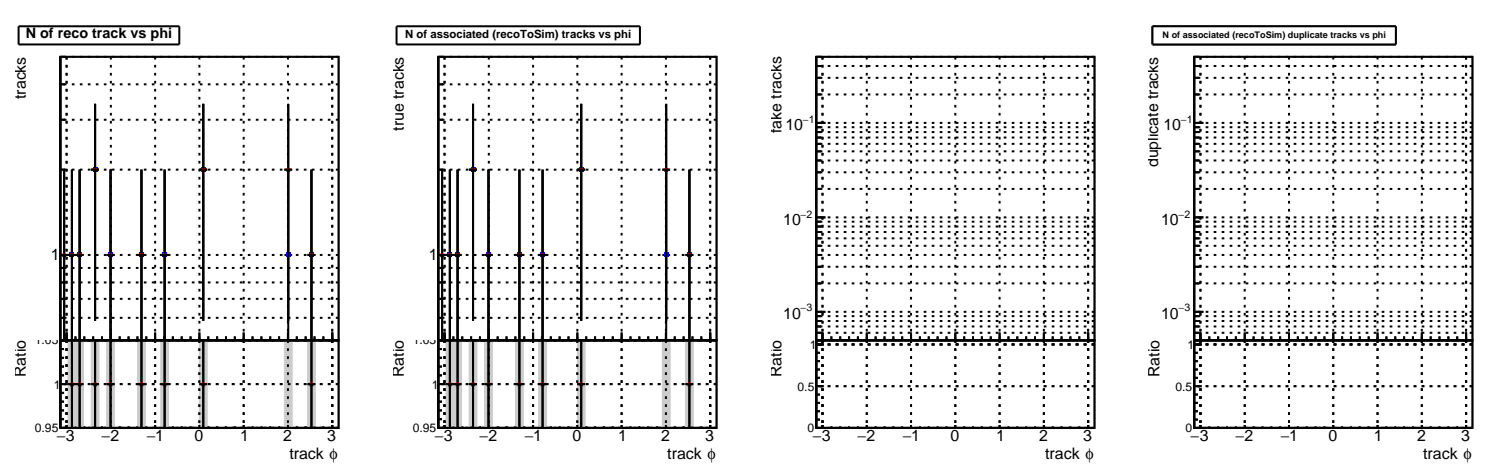 N of reco track vs phi
tracks
1
1.05
Ratio
1
0.95
−3 −2 −1 0 1 2 3
track ϕ
N of associated (recoToSim) tracks vs phi
true tracks
1
1.05
Ratio
1
0.95
−3 −2 −1 0 1 2 3
track ϕ
fake tracks
10−1
10−2
10−3
Ratio
1
0.5
0
−3 −2 −1 0 1 2 3
track ϕ
N of associated (recoToSim) duplicate tracks vs phi
duplicate tracks
10−1
10−2
10−3
Ratio
1
0.5
0
−3 −2 −1 0 1 2 3
track ϕ